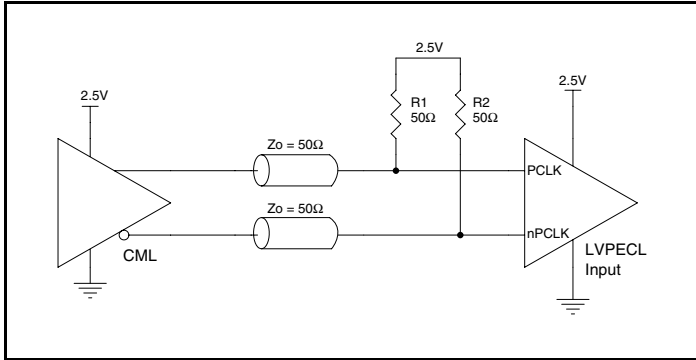 2.5V
2.5V
R1
50Ω
R2
50Ω
2.5V
Zo = 50Ω
PCLK
Zo = 50Ω
nPCLK
CML
LVPECL
Input